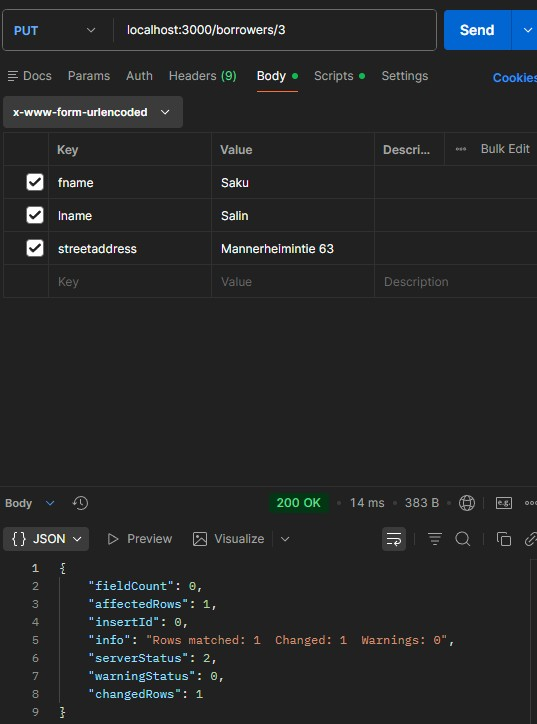 PUT localhost:3000/borrowers/3 Send
Docs Params Auth Headers (9) Body Scripts Settings Cookies
x-www-form-urlencoded
Key Value Descri... Bulk Edit
fname Saku
lname Salin
streetaddress Mannerheimintie 63
Key Value Description
Body 200 OK 14 ms 383 B e.g.
{} JSON Preview Visualize
1 {
2 "fieldCount": 0,
3 "affectedRows": 1,
4 "insertId": 0,
5 "info": "Rows matched: 1  Changed: 1  Warnings: 0",
6 "serverStatus": 2,
7 "warningStatus": 0,
8 "changedRows": 1
9 }